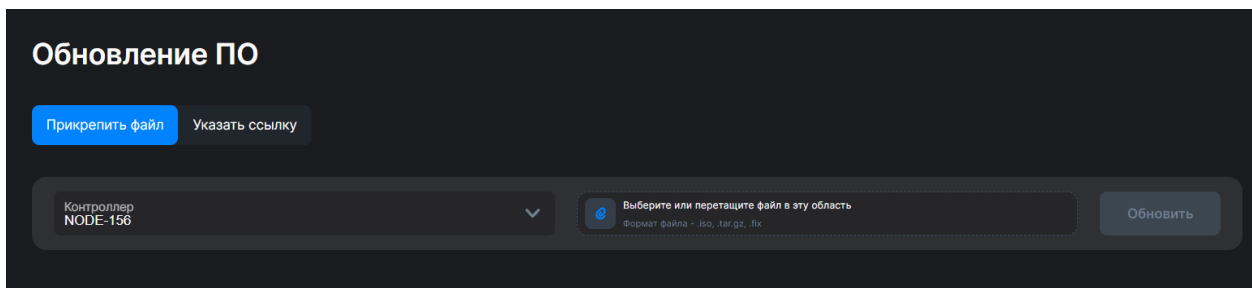 Обновление ПО
Прикрепить файл
Указать ссылку
Контроллер
NODE-156
Выберите или перетащите файл в эту область
Формат файла - .iso, .tar.gz, .fix
Обновить